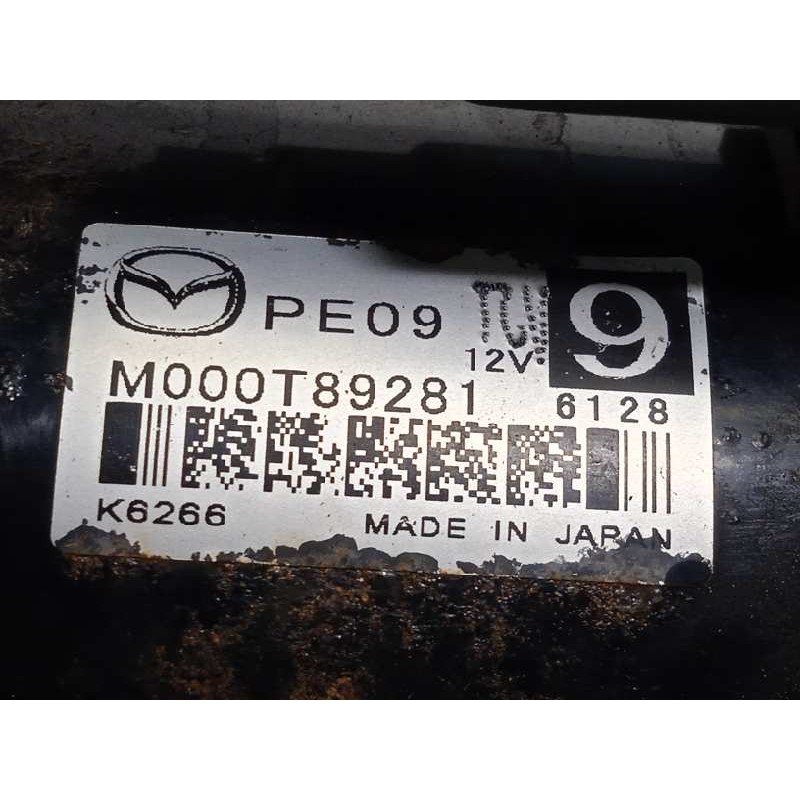 PE09
9
12V
M000T89281
6128
K6266
MADE IN JAPAN